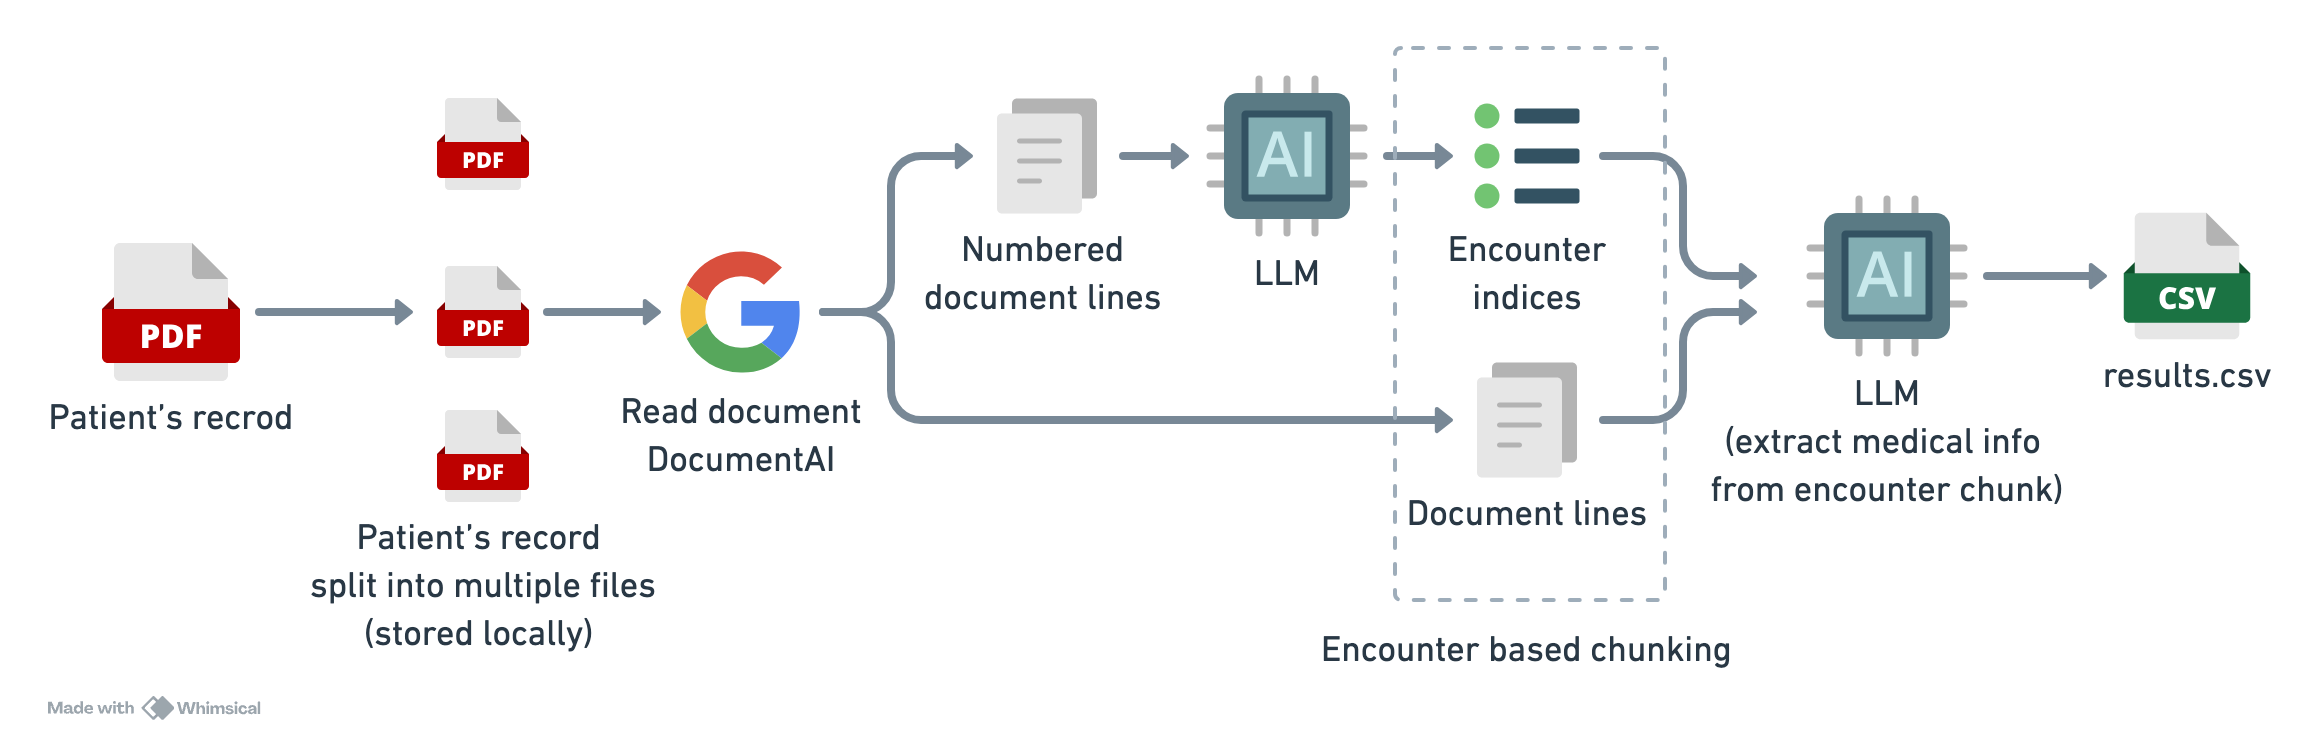 PDF
Patient's recrod
PDF
PDF
PDF
Patient's record
split into multiple files
(stored locally)
Read document
DocumentAI
Numbered
document lines
AI
LLM
Encounter
indices
Document lines
Encounter based chunking
AI
LLM
(extract medical info
from encounter chunk)
CSV
results.csv
Made with Whimsical